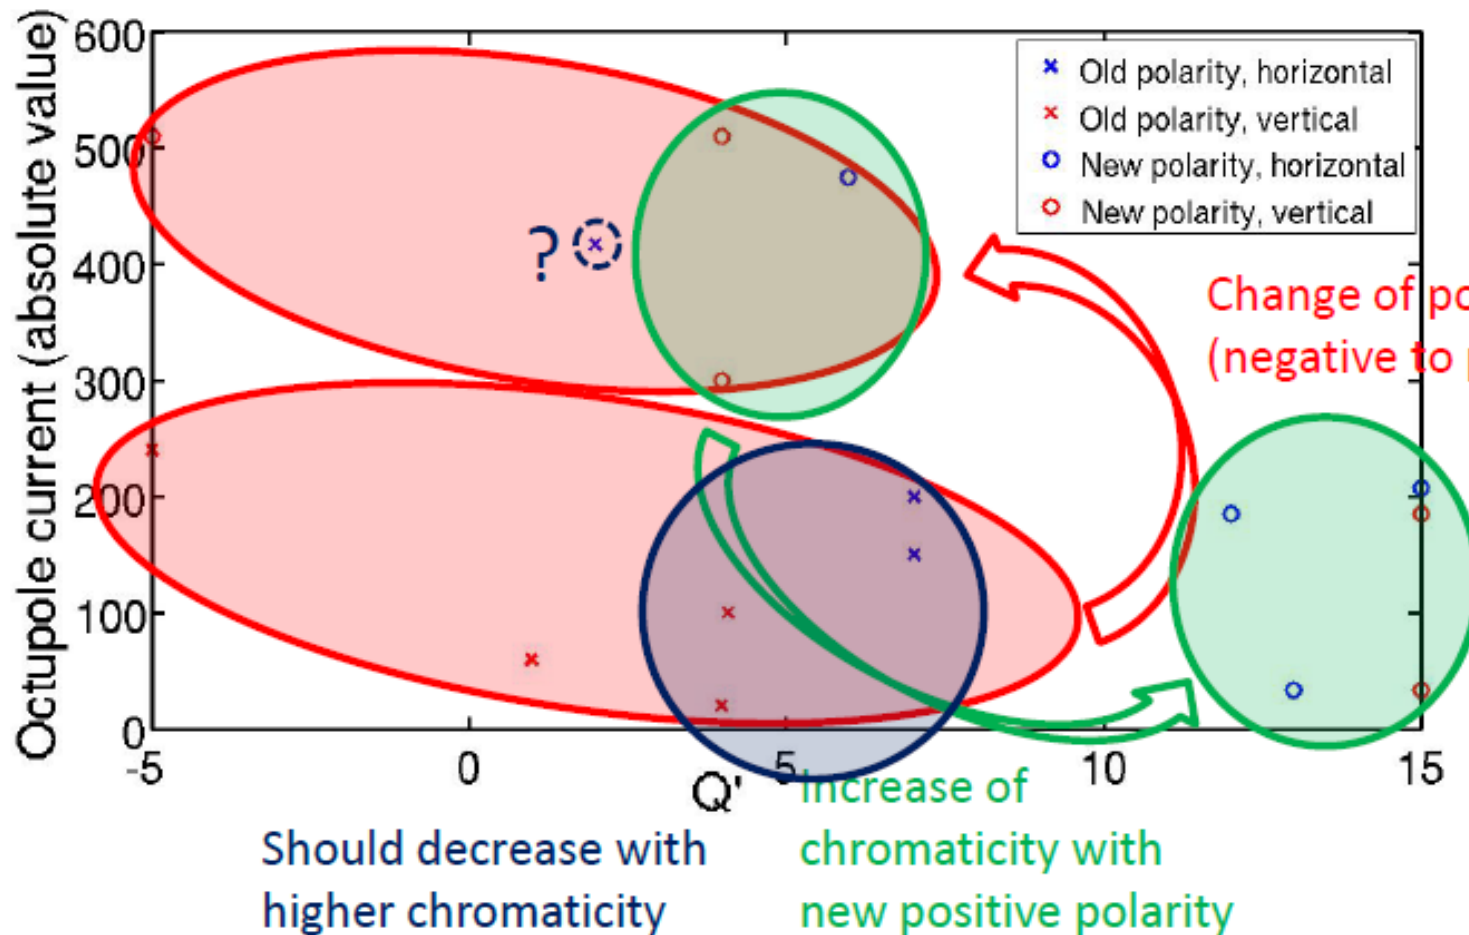 Octupole current (absolute value)
600
500
400
300
200
100
0
-5
0
5
10
15
Q'
Old polarity, horizontal
Old polarity, vertical
New polarity, horizontal
New polarity, vertical
?
Change of po
(negative to p
Should decrease with
higher chromaticity
Increase of
chromaticity with
new positive polarity